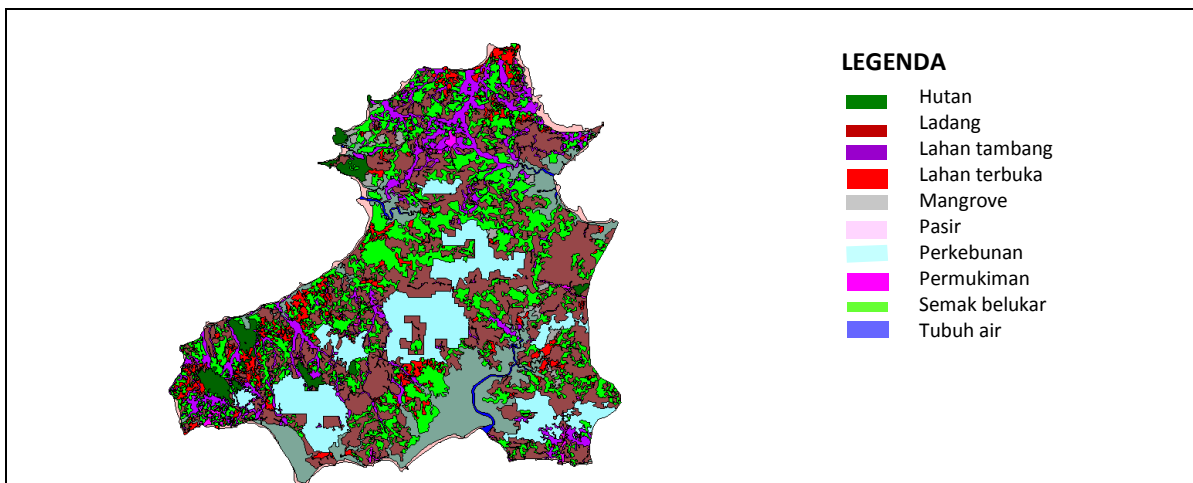 LEGENDA
Hutan
Ladang
Lahan tambang
Lahan terbuka
Mangrove
Pasir
Perkebunan
Permukiman
Semak belukar
Tubuh air